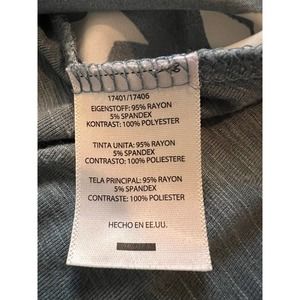 17401/17406
EIGENSTOFF: 95% RAYON
5% SPANDEX
KONTRAST: 100% POLYESTER
TINTA UNITA: 95% RAYON
5% SPANDEX
CONTRASTO: 100% POLIESTERE
TELA PRINCIPAL: 95% RAYON
5% SPANDEX
CONTRASTE: 100% POLIESTER
HECHO EN EE.UU.